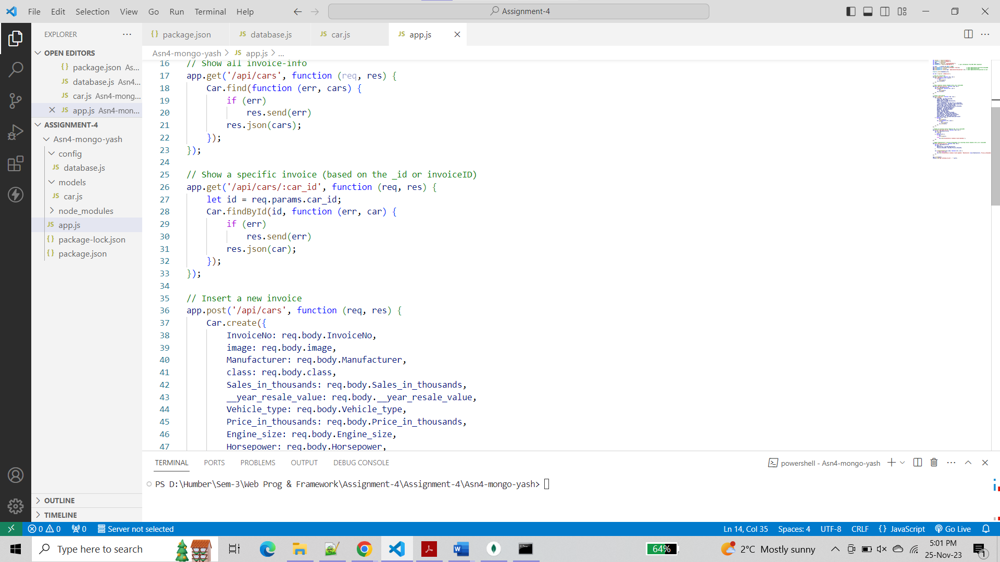 File Edit Selection View Go Run Terminal Help
Assignment-4
EXPLORER
OPEN EDITORS
package.json As...
database.js Asn4...
car.js Asn4-mong...
app.js Asn4-mon...
ASSIGNMENT-4
Asn4-mongo-yash
config
JS database.js
models
JS car.js
node_modules
JS app.js
{} package-lock.json
{} package.json
OUTLINE
TIMELINE
{} package.json
JS database.js
JS car.js
JS app.js
Asn4-mongo-yash > JS app.js > ...
16 // Show all invoice-info
17 app.get('/api/cars', function (req, res) {
18 Car.find(function (err, cars) {
19 if (err)
20 res.send(err)
21 res.json(cars);
22 });
23 });
24
25 // Show a specific invoice (based on the _id or invoiceID)
26 app.get('/api/cars/:car_id', function (req, res) {
27 let id = req.params.car_id;
28 Car.findById(id, function (err, car) {
29 if (err)
30 res.send(err)
31 res.json(car);
32 });
33 });
34
35 // Insert a new invoice
36 app.post('/api/cars', function (req, res) {
37 Car.create({
38 InvoiceNo: req.body.InvoiceNo,
39 image: req.body.image,
40 Manufacturer: req.body.Manufacturer,
41 class: req.body.class,
42 Sales_in_thousands: req.body.Sales_in_thousands,
43 __year_resale_value: req.body.__year_resale_value,
44 Vehicle_type: req.body.Vehicle_type,
45 Price_in_thousands: req.body.Price_in_thousands,
46 Engine_size: req.body.Engine_size,
47 Horsepower: req.body.Horsepower,
TERMINAL PORTS PROBLEMS OUTPUT DEBUG CONSOLE
powershell - Asn4-mongo-yash
PS D:\Humber\Sem-3\Web Prog & Framework\Assignment-4\Assignment-4\Asn4-mongo-yash>
0 0 0 Server not selected
Ln 14, Col 35 Spaces: 4 UTF-8 CRLF {} JavaScript Go Live
Type here to search
64%
2°C Mostly sunny
5:01 PM
25-Nov-23
1